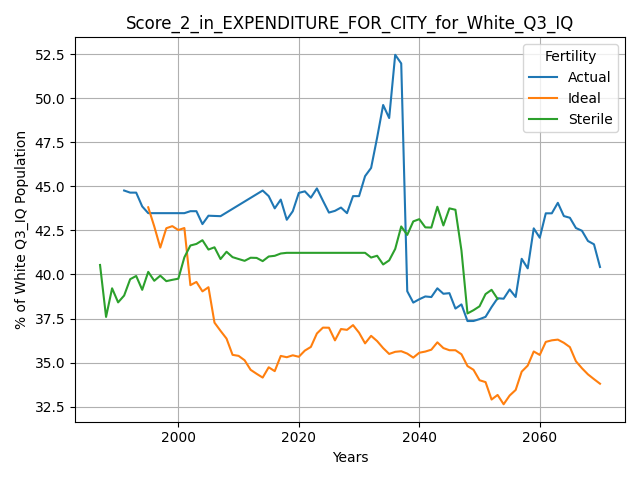 Score_2_in_EXPENDITURE_FOR_CITY_for_White_Q3_IQ
Fertility
Actual
Ideal
Sterile
% of White Q3_IQ Population
52.5
50.0
47.5
45.0
42.5
40.0
37.5
35.0
32.5
2000
2020
2040
2060
Years